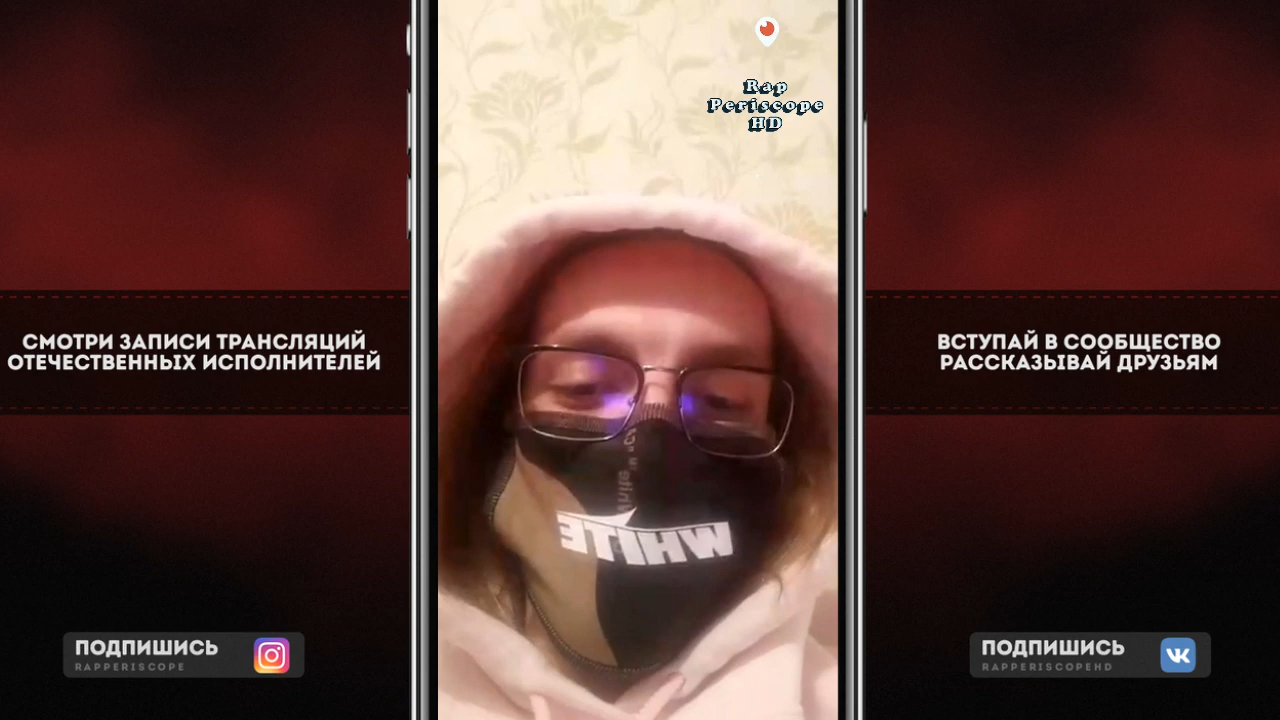 Rap
Periscope
HD
СМОТРИ ЗАПИСИ ТРАНСЛЯЦИЙ
ОТЕЧЕСТВЕННЫХ ИСПОЛНИТЕЛЕЙ
ВСТУПАЙ В СООБЩЕСТВО
РАССКАЗЫВАЙ ДРУЗЬЯМ
WHITE
ПОДПИШИСЬ
RAPPERISCOPE
ПОДПИШИСЬ
RAPPERISCOPEHD